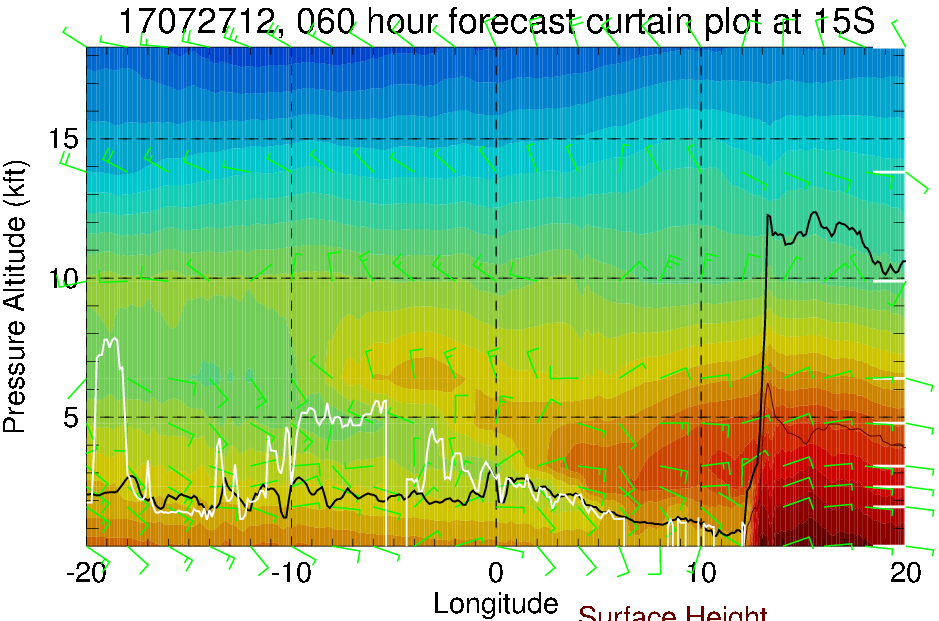 17072712, 060 hour forecast curtain plot at 15S
Pressure Altitude (kft)
15
10
5
-20 -10 0 10 20
Longitude
Surface Height